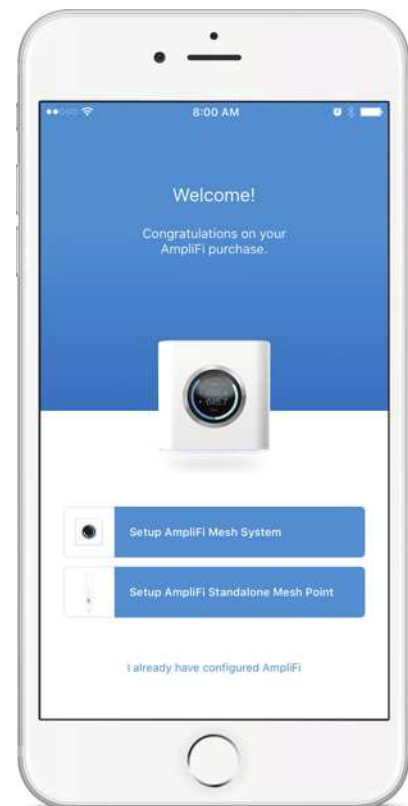 8:00 AM
Welcome!
Congratulations on your
AmpliFi purchase.
Setup AmpliFi Mesh System
Setup AmpliFi Standalone Mesh Point
I already have configured AmpliFi